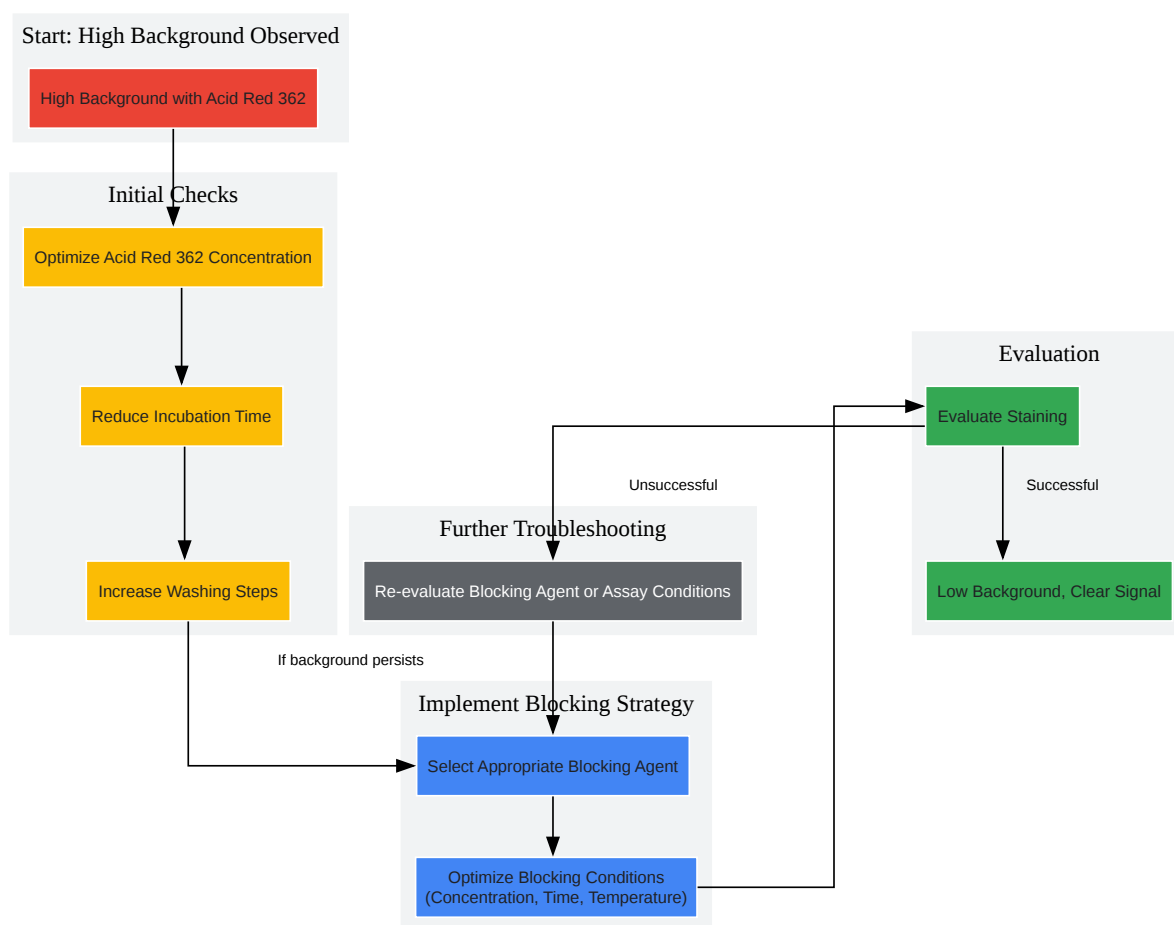 Start: High Background Observed
High Background with Acid Red 362
Initial Checks
Optimize Acid Red 362 Concentration
Reduce Incubation Time
Increase Washing Steps
If background persists
Implement Blocking Strategy
Select Appropriate Blocking Agent
Optimize Blocking Conditions
(Concentration, Time, Temperature)
Evaluation
Evaluate Staining
Successful
Low Background, Clear Signal
Unsuccessful
Further Troubleshooting
Re-evaluate Blocking Agent or Assay Conditions